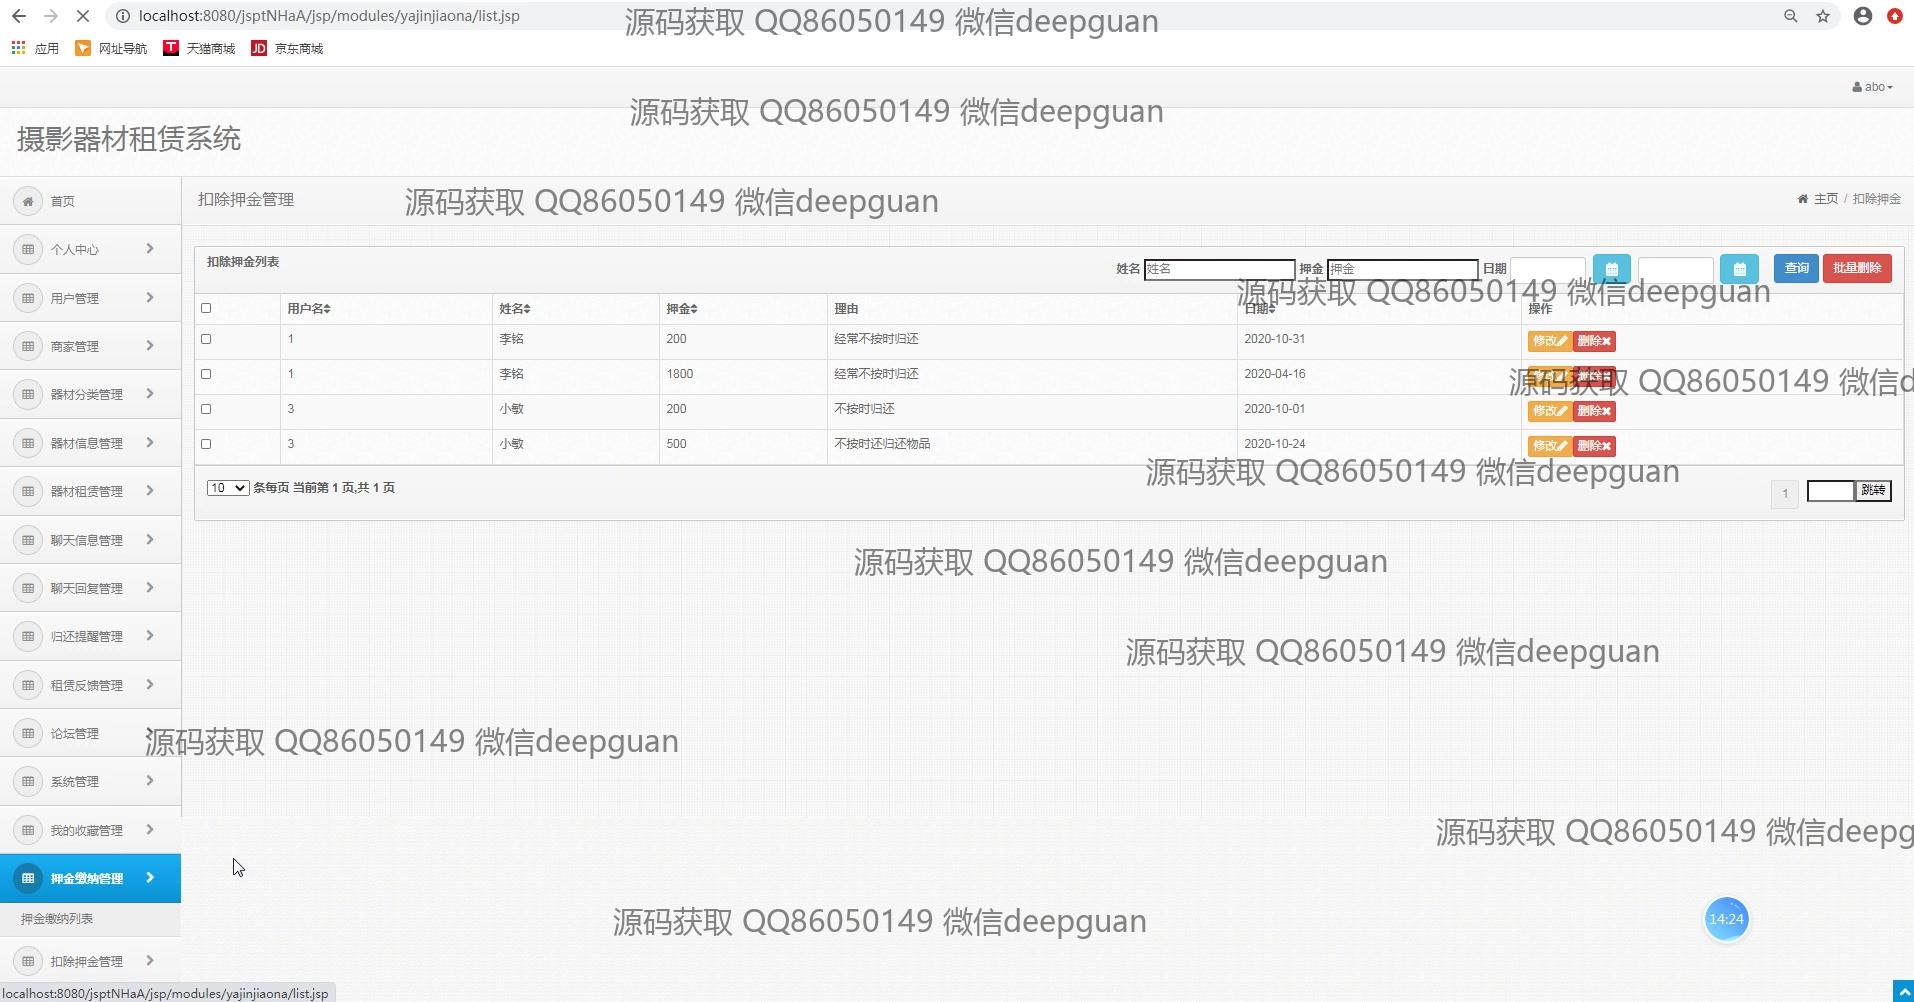 localhost:8080/jsptNHaA/jsp/modules/yajinjiaona/list.jsp
源码获取 QQ86050149 微信deepguan
应用 网址导航 T 天猫商城 JD 京东商城
abo
源码获取 QQ86050149 微信deepguan
摄影器材租赁系统
首页
扣除押金管理
源码获取 QQ86050149 微信deepguan
主页 / 扣除押金
个人中心
扣除押金列表
姓名 姓名 押金 押金 日期 查询 批量删除
源码获取 QQ86050149 微信deepguan
用户名 姓名 押金 理由 日期 操作
1 李铭 200 经常不按时归还 2020-10-31 修改 删除
1 李铭 1800 经常不按时归还 2020-04-16 修改 删除
源码获取 QQ86050149 微信d
3 小敏 200 不按时归还 2020-10-01 修改 删除
3 小敏 500 不按时还归还物品 2020-10-24 修改 删除
源码获取 QQ86050149 微信deepguan
10 条每页 当前第 1 页,共 1 页
1 跳转
用户管理
商家管理
器材分类管理
器材信息管理
器材租赁管理
聊天信息管理
源码获取 QQ86050149 微信deepguan
聊天回复管理
归还提醒管理
源码获取 QQ86050149 微信deepguan
租赁反馈管理
论坛管理
源码获取 QQ86050149 微信deepguan
系统管理
我的收藏管理
源码获取 QQ86050149 微信deepg
押金缴纳管理
押金缴纳列表
源码获取 QQ86050149 微信deepguan
14:24
扣除押金管理
localhost:8080/jsptNHaA/jsp/modules/yajinjiaona/list.jsp